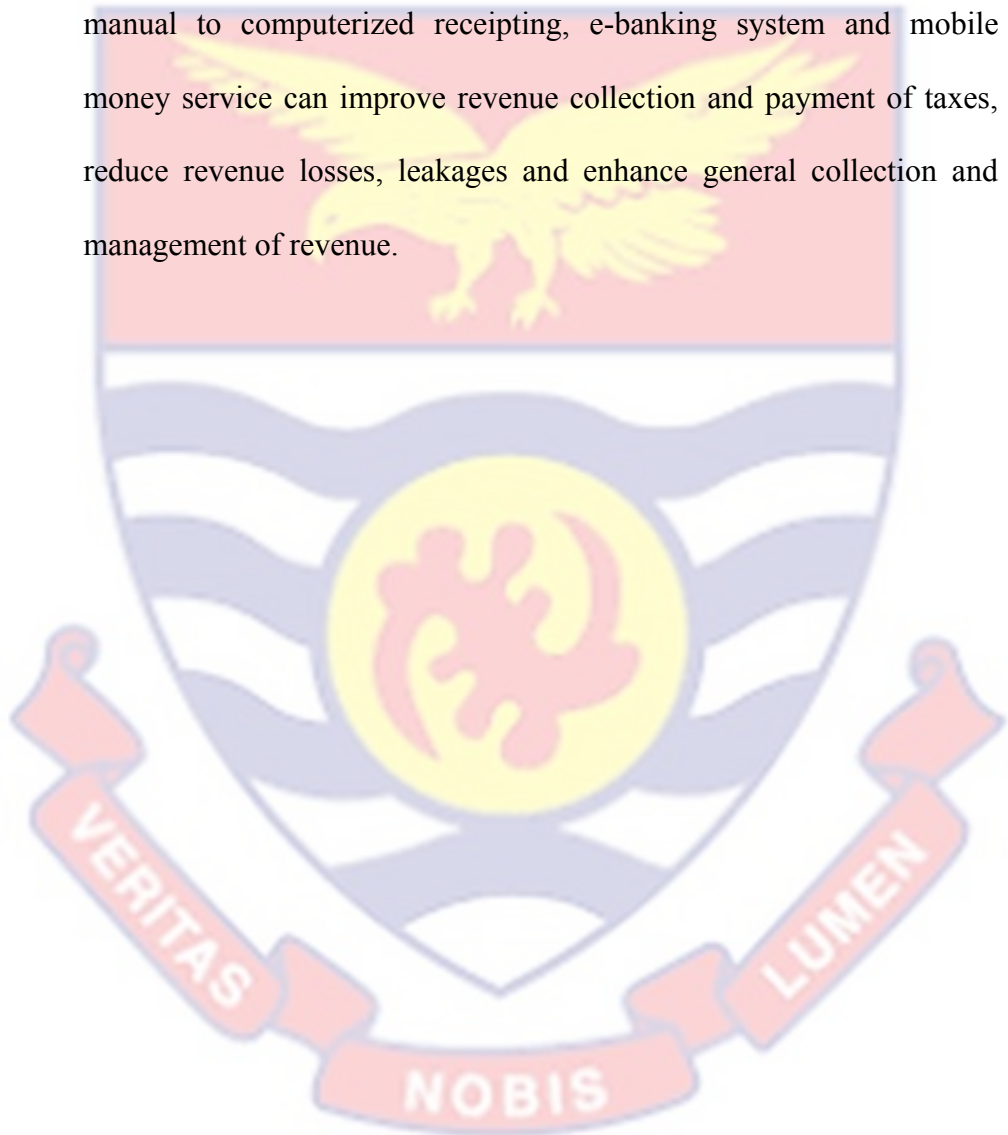 manual to computerized receipting, e-banking system and mobile
money service can improve revenue collection and payment of taxes,
reduce revenue losses, leakages and enhance general collection and
management of revenue.
VERITAS
NOBIS
LUMEN